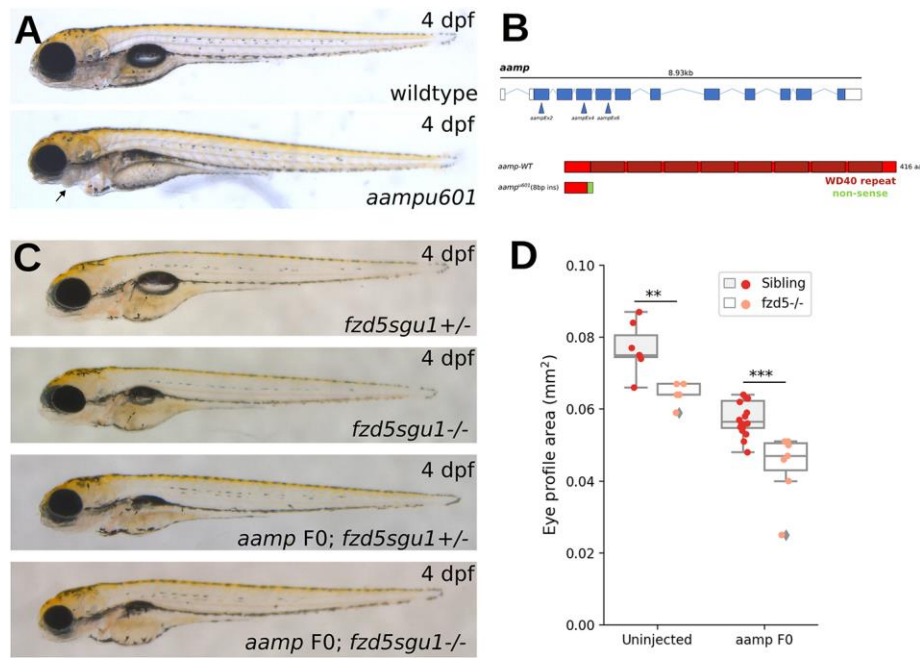 A
4 dpf
wildtype
4 dpf
aampu601
B
aamp
8.93kb
aampEx2
aampEx4
aampEx6
aamp-WT
416 aa
aampu601(8bp ins)
WD40 repeat
non-sense
C
4 dpf
fzd5sgu1+/-
4 dpf
fzd5sgu1-/-
4 dpf
aamp F0; fzd5sgu1+/-
4 dpf
aamp F0; fzd5sgu1-/-
D
0.10
0.08
0.06
0.04
0.02
0.00
Eye profile area (mm²)
**
***
Sibling
fzd5-/-
Uninjected
aamp F0